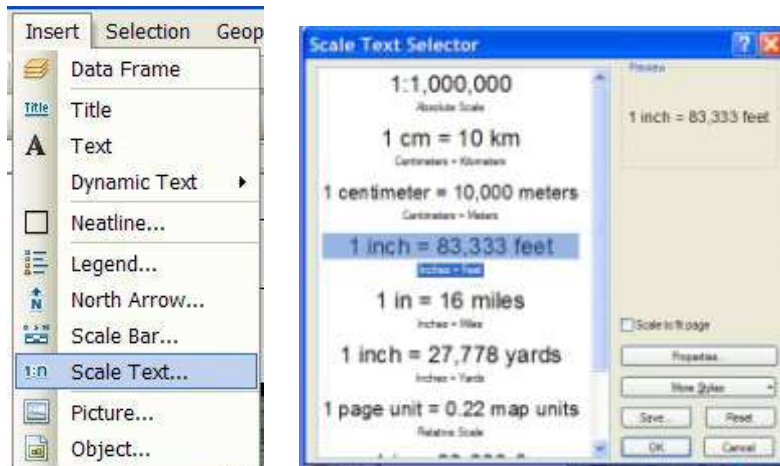 Insert Selection Geop
Data Frame
Title Title
A Text
Dynamic Text
Neatline...
Legend...
N North Arrow...
Scale Bar...
1:n Scale Text...
Picture...
Object...
Scale Text Selector
1:1,000,000
Absolute Scale
1 cm = 10 km
Centimeters = Kilometers
1 centimeter = 10,000 meters
Centimeters = Meters
1 inch = 83,333 feet
Inches = Feet
1 in = 16 miles
Inches = Miles
1 inch = 27,778 yards
Inches = Yards
1 page unit = 0.22 map units
Relative Scale
Preview
1 inch = 83,333 feet
Scale to fit page
Properties...
More Styles
Save... Reset
OK Cancel